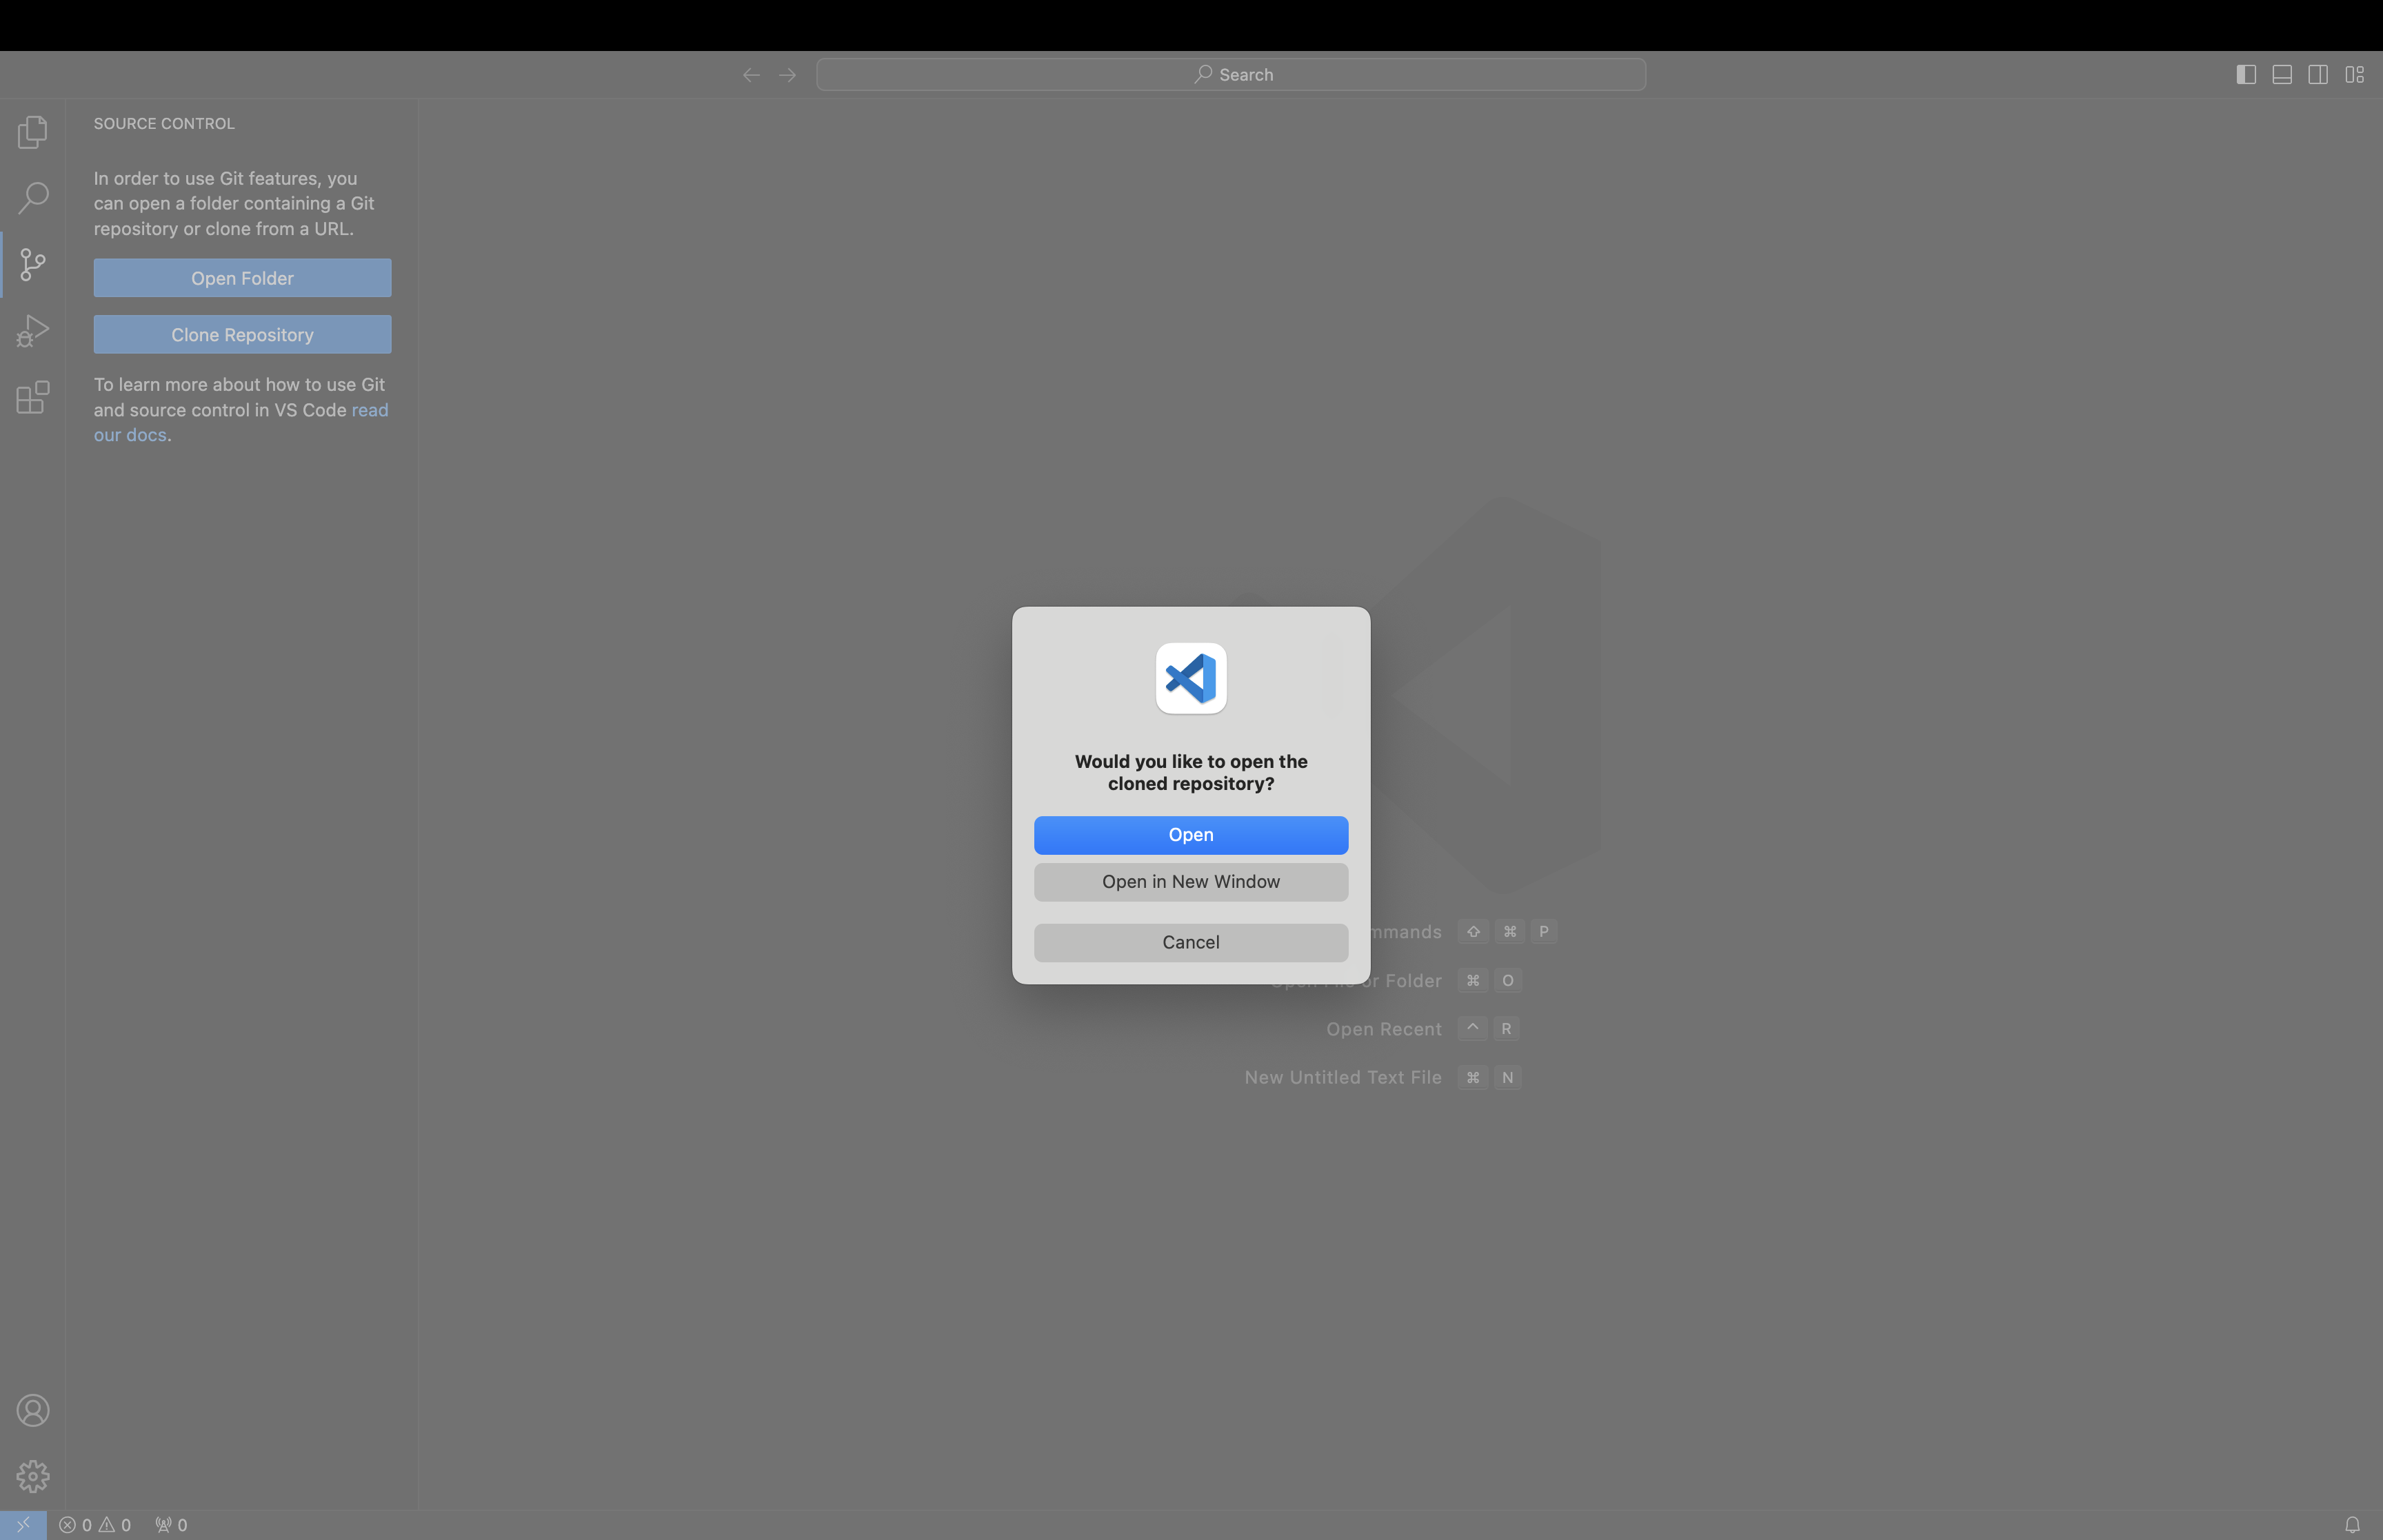 Search
SOURCE CONTROL
In order to use Git features, you
can open a folder containing a Git
repository or clone from a URL.
Open Folder
Clone Repository
To learn more about how to use Git
and source control in VS Code read
our docs.
Would you like to open the
cloned repository?
Open
Open in New Window
Cancel
⇧ ⌘ P
or Folder ⌘ O
Open Recent ^ R
New Untitled Text File ⌘ N
0 0 0